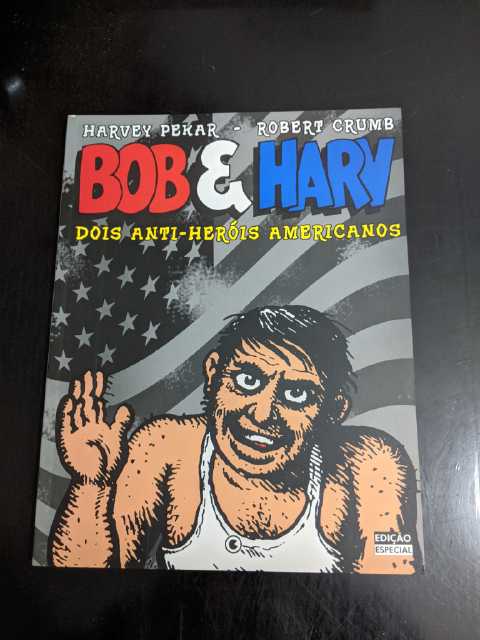 HARVEY PEKAR - ROBERT CRUMB
BOB & HARV
DOIS ANTI-HERÓIS AMERICANOS
EDIÇÃO
ESPECIAL